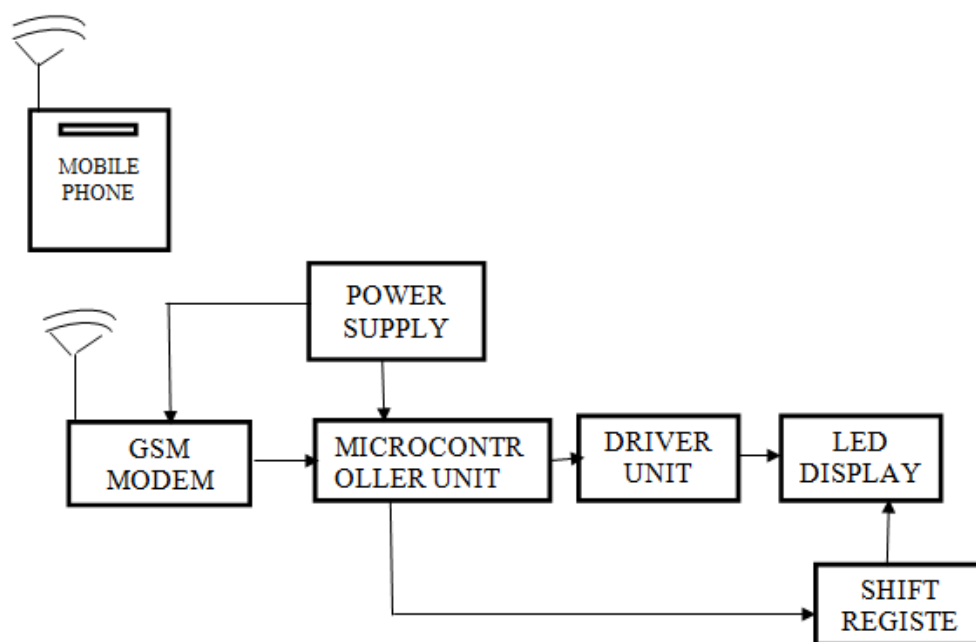 MOBILE
PHONE
POWER
SUPPLY
GSM
MODEM
MICROCONTR
OLLER UNIT
DRIVER
UNIT
LED
DISPLAY
SHIFT
REGISTE